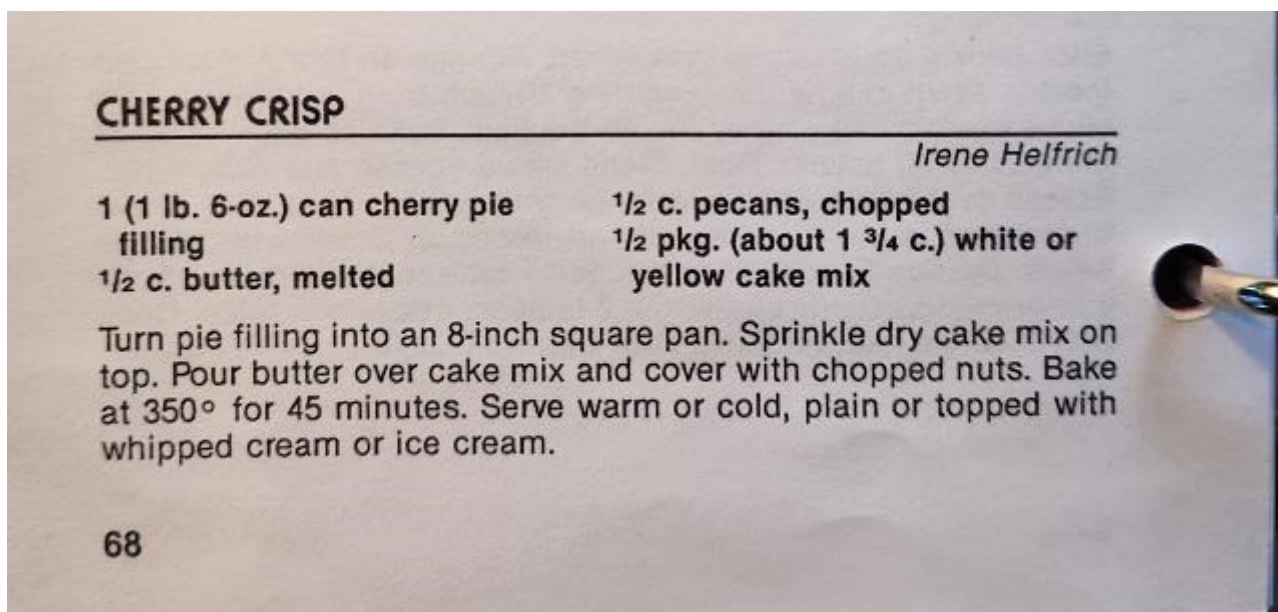 CHERRY CRISP
Irene Helfrich
1 (1 lb. 6-oz.) can cherry pie
filling
1/2 c. butter, melted
1/2 c. pecans, chopped
1/2 pkg. (about 1 3/4 c.) white or
yellow cake mix
Turn pie filling into an 8-inch square pan. Sprinkle dry cake mix on
top. Pour butter over cake mix and cover with chopped nuts. Bake
at 350° for 45 minutes. Serve warm or cold, plain or topped with
whipped cream or ice cream.
68